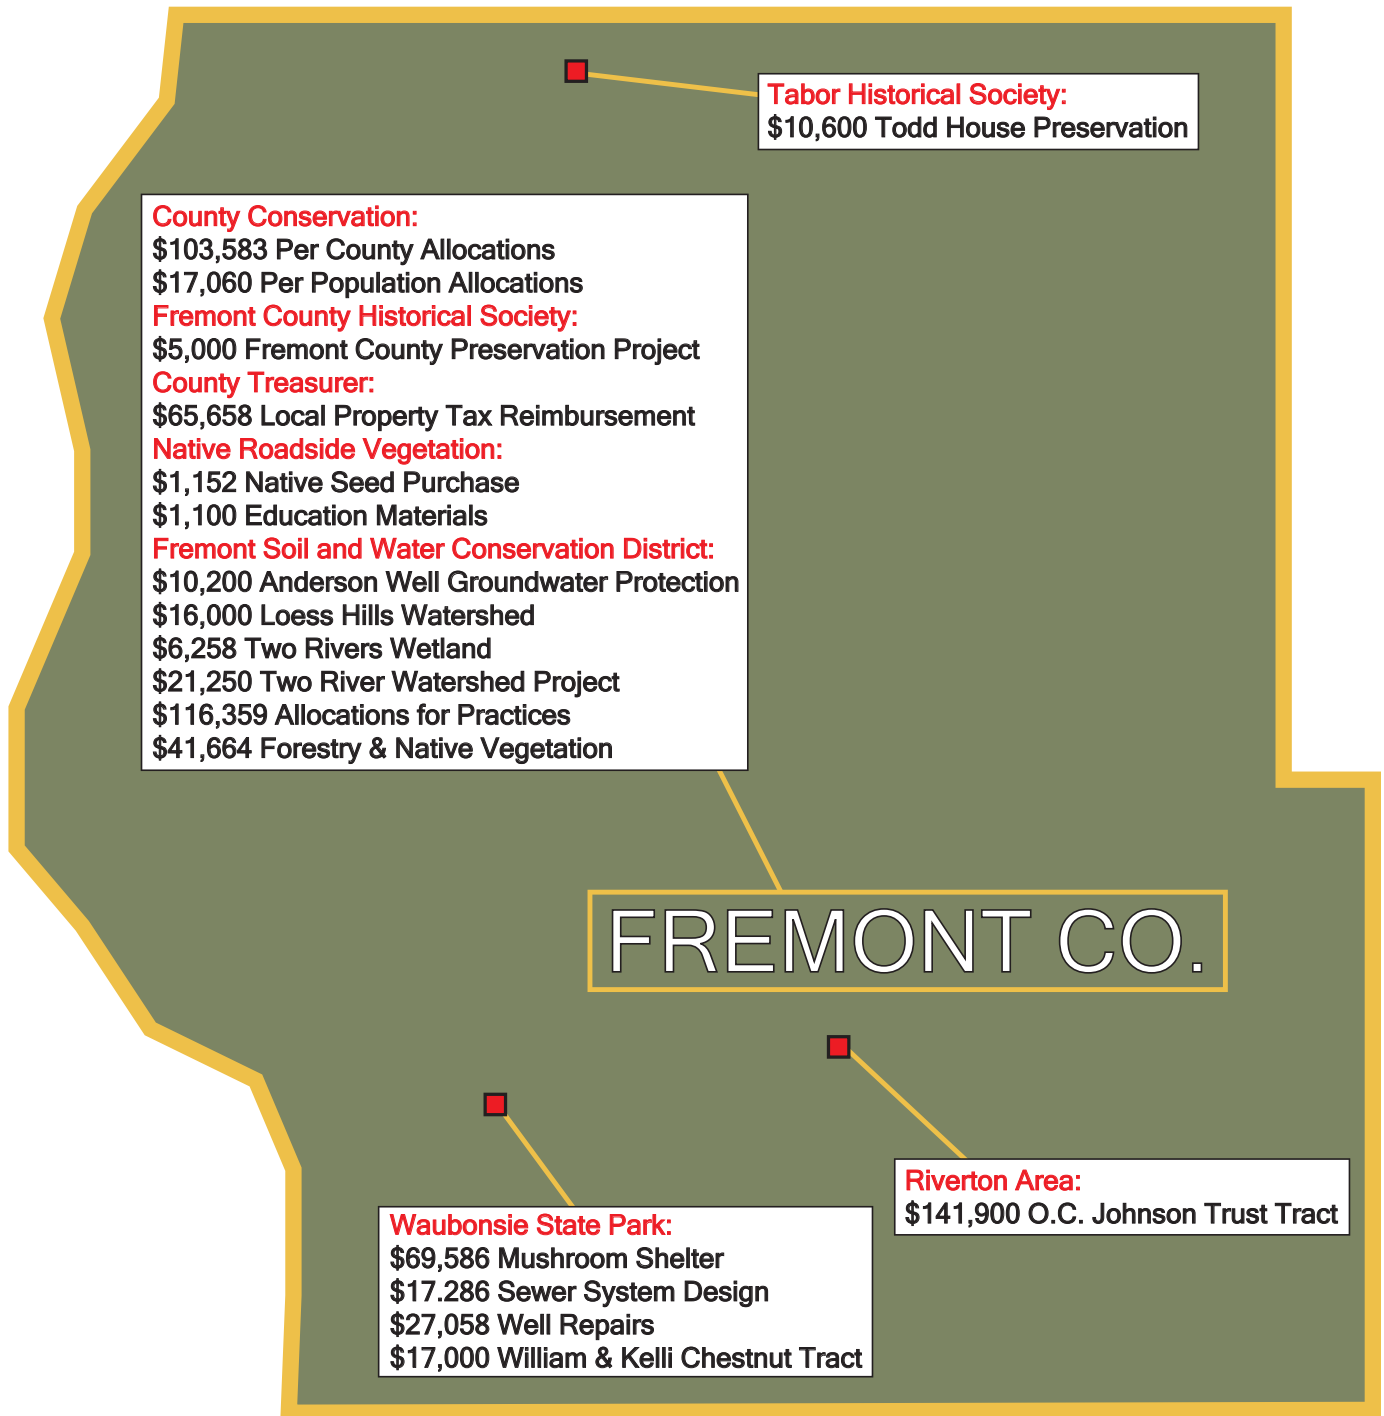 Tabor Historical Society:
$10,600 Todd House Preservation
County Conservation:
$103,583 Per County Allocations
$17,060 Per Population Allocations
Fremont County Historical Society:
$5,000 Fremont County Preservation Project
County Treasurer:
$65,658 Local Property Tax Reimbursement
Native Roadside Vegetation:
$1,152 Native Seed Purchase
$1,100 Education Materials
Fremont Soil and Water Conservation District:
$10,200 Anderson Well Groundwater Protection
$16,000 Loess Hills Watershed
$6,258 Two Rivers Wetland
$21,250 Two River Watershed Project
$116,359 Allocations for Practices
$41,664 Forestry & Native Vegetation
FREMONT CO.
Riverton Area:
$141,900 O.C. Johnson Trust Tract
Waubonsie State Park:
$69,586 Mushroom Shelter
$17.286 Sewer System Design
$27,058 Well Repairs
$17,000 William & Kelli Chestnut Tract